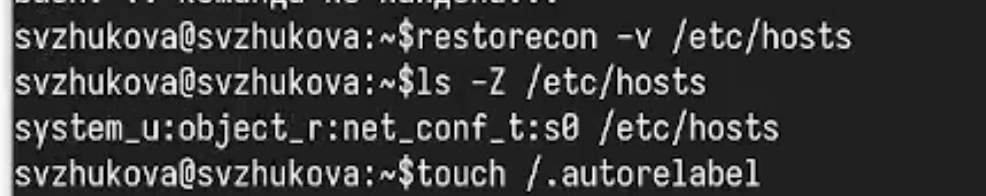 svzhukova@svzhukova:~$restorecon -v /etc/hosts
svzhukova@svzhukova:~$ls -Z /etc/hosts
system_u:object_r:net_conf_t:s0 /etc/hosts
svzhukova@svzhukova:~$touch /.autorelabel